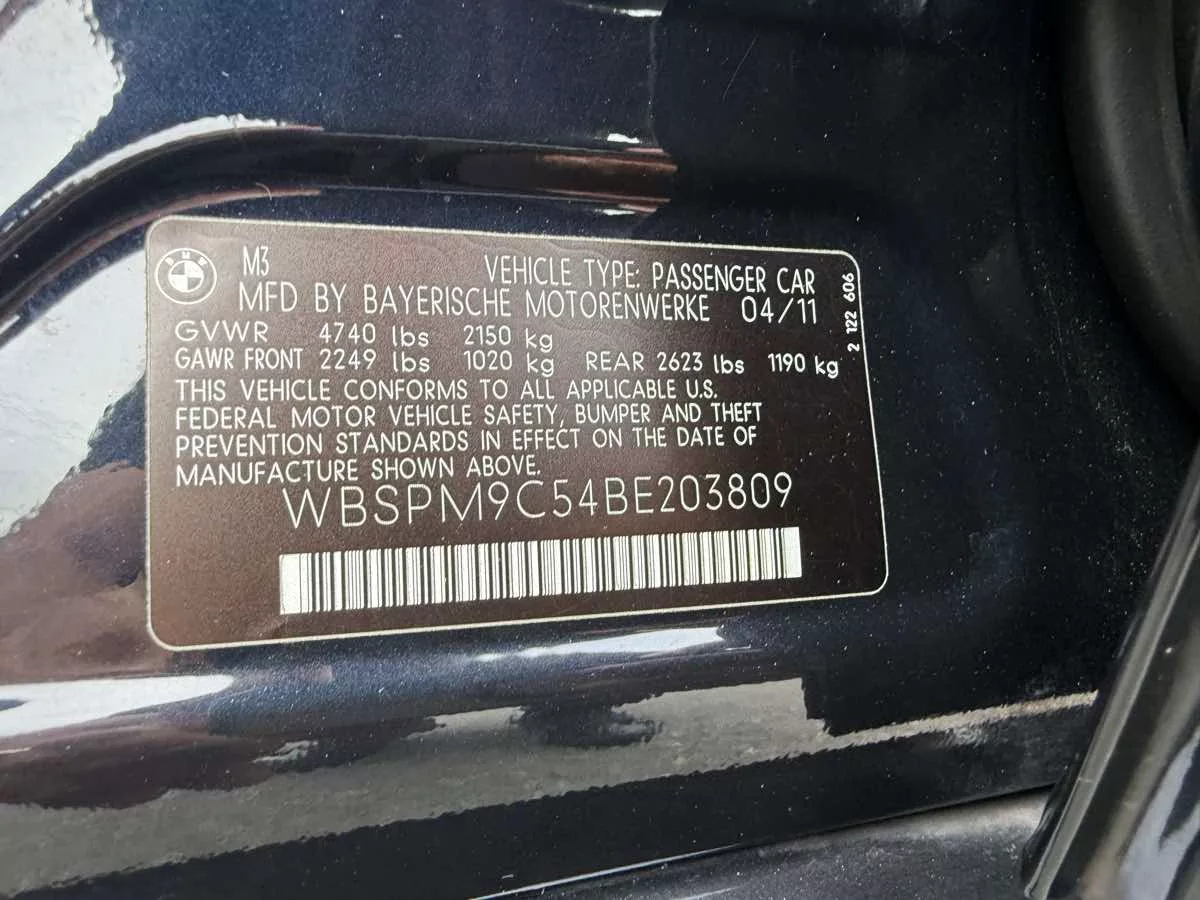 BMW
M3
VEHICLE TYPE: PASSENGER CAR
MFD BY BAYERISCHE MOTORENWERKE 04/11
GVWR 4740 lbs 2150 kg
GAWR FRONT 2249 lbs 1020 kg REAR 2623 lbs 1190 kg
THIS VEHICLE CONFORMS TO ALL APPLICABLE U.S.
FEDERAL MOTOR VEHICLE SAFETY, BUMPER AND THEFT
PREVENTION STANDARDS IN EFFECT ON THE DATE OF
MANUFACTURE SHOWN ABOVE.
WBSPM9C54BE203809
2 122 606